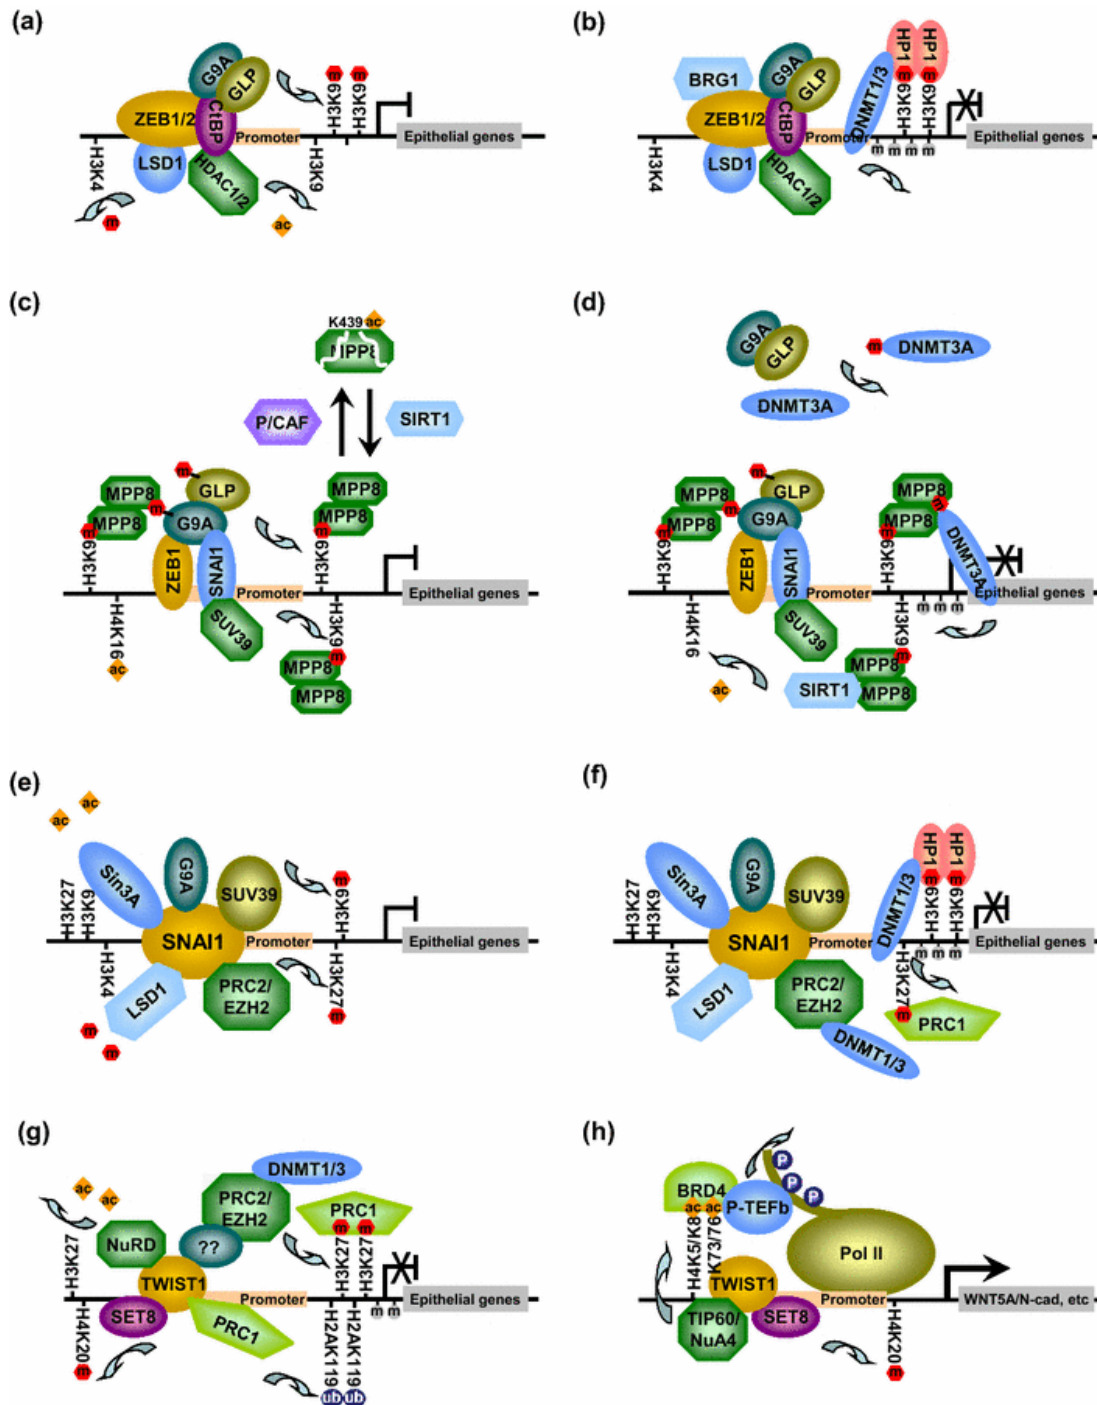 (a)
G9A
GLP
H3K9
m
H3K9
m
ZEB1/2
CtBP
Promoter
Epithelial genes
H3K4
LSD1
HDAC1/2
H3K9
m
ac
(b)
BRG1
G9A
GLP
DNMT1/3
HP1
HP1
m
m
H3K9
H3K9
ZEB1/2
CtBP
Promoter
Epithelial genes
m
m
m
m
H3K4
LSD1
HDAC1/2
(c)
K439
ac
MPP8
P/CAF
SIRT1
m
GLP
MPP8
MPP8
m
G9A
m
H3K9
MPP8
MPP8
m
H3K9
ZEB1
SNAI1
Promoter
Epithelial genes
H4K16
ac
SUV39
H3K9
m
MPP8
MPP8
(d)
G9A
GLP
m
DNMT3A
DNMT3A
m
GLP
MPP8
MPP8
m
G9A
m
H3K9
MPP8
MPP8
m
m
H3K9
DNMT3A
ZEB1
SNAI1
Promoter
Epithelial genes
m
m
m
H4K16
ac
SUV39
H3K9
m
SIRT1
MPP8
MPP8
(e)
ac
ac
Sin3A
G9A
SUV39
m
H3K9
H3K27
H3K9
SNAI1
Promoter
Epithelial genes
H3K4
LSD1
PRC2/
EZH2
H3K27
m
m
m
(f)
Sin3A
G9A
SUV39
DNMT1/3
HP1
HP1
m
m
H3K9
H3K9
H3K27
H3K9
SNAI1
Promoter
Epithelial genes
m
m
m
H3K4
LSD1
PRC2/
EZH2
H3K27
m
PRC1
DNMT1/3
(g)
DNMT1/3
ac
ac
PRC2/
EZH2
PRC1
m
m
H3K27
H3K27
H3K27
NuRD
??
TWIST1
Promoter
Epithelial genes
m
m
SET8
PRC1
H4K20
m
H2AK119
H2AK119
ub
ub
(h)
P
P
P
BRD4
ac
ac
P-TEFb
H4K5/K8
K73/76
Pol II
TWIST1
Promoter
WNT5A/N-cad, etc
TIP60/
NuA4
SET8
H4K20
m